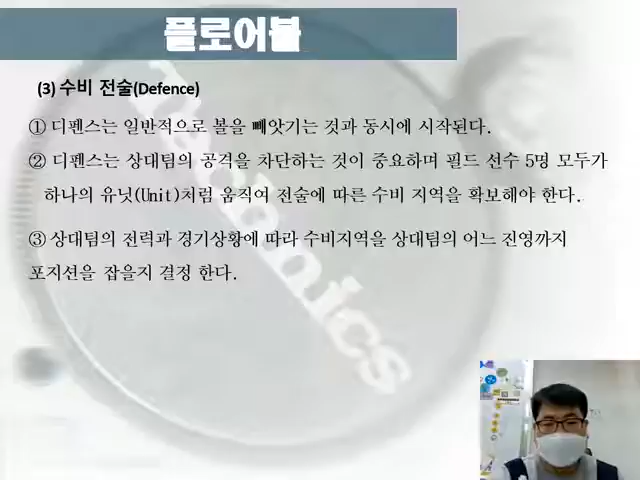 플로어볼
(3) 수비 전술(Defence)
① 디펜스는 일반적으로 볼을 빼앗기는 것과 동시에 시작된다.
② 디펜스는 상대팀의 공격을 차단하는 것이 중요하며 필드 선수 5명 모두가
하나의 유닛(Unit)처럼 움직여 전술에 따른 수비 지역을 확보해야 한다.
③ 상대팀의 전력과 경기상황에 따라 수비지역을 상대팀의 어느 진영까지
포지션을 잡을지 결정 한다.
Technics